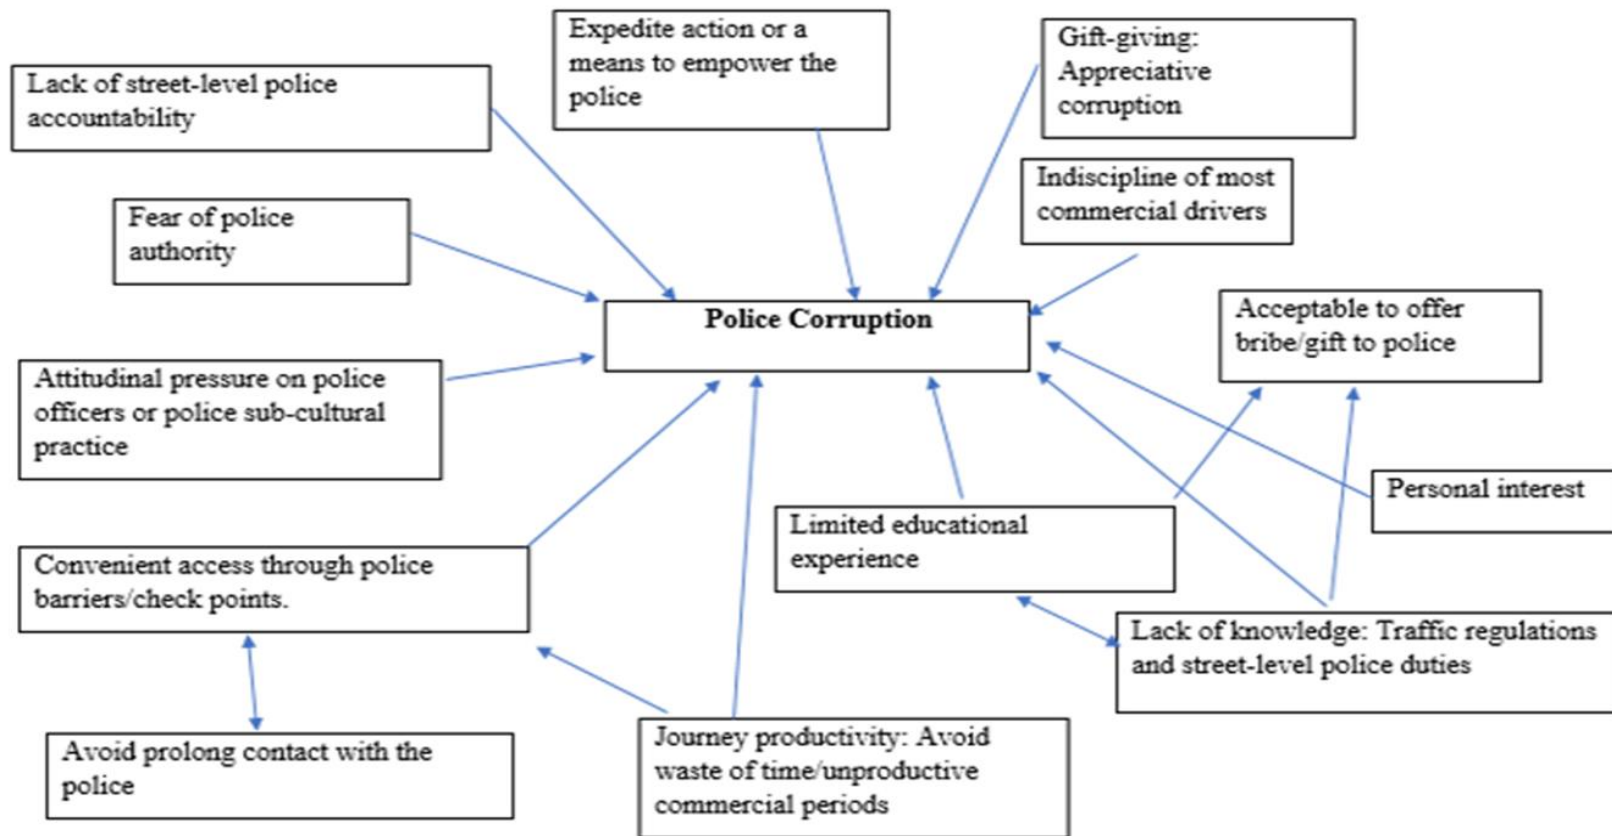 Expedite action or a
means to empower the
police
Gift-giving:
Appreciative
corruption
Lack of street-level police
accountability
Indiscipline of most
commercial drivers
Fear of police
authority
Police Corruption
Acceptable to offer
bribe/gift to police
Attitudinal pressure on police
officers or police sub-cultural
practice
Personal interest
Limited educational
experience
Convenient access through police
barriers/check points.
Lack of knowledge: Traffic regulations
and street-level police duties
Avoid prolong contact with the
police
Journey productivity: Avoid
waste of time/unproductive
commercial periods